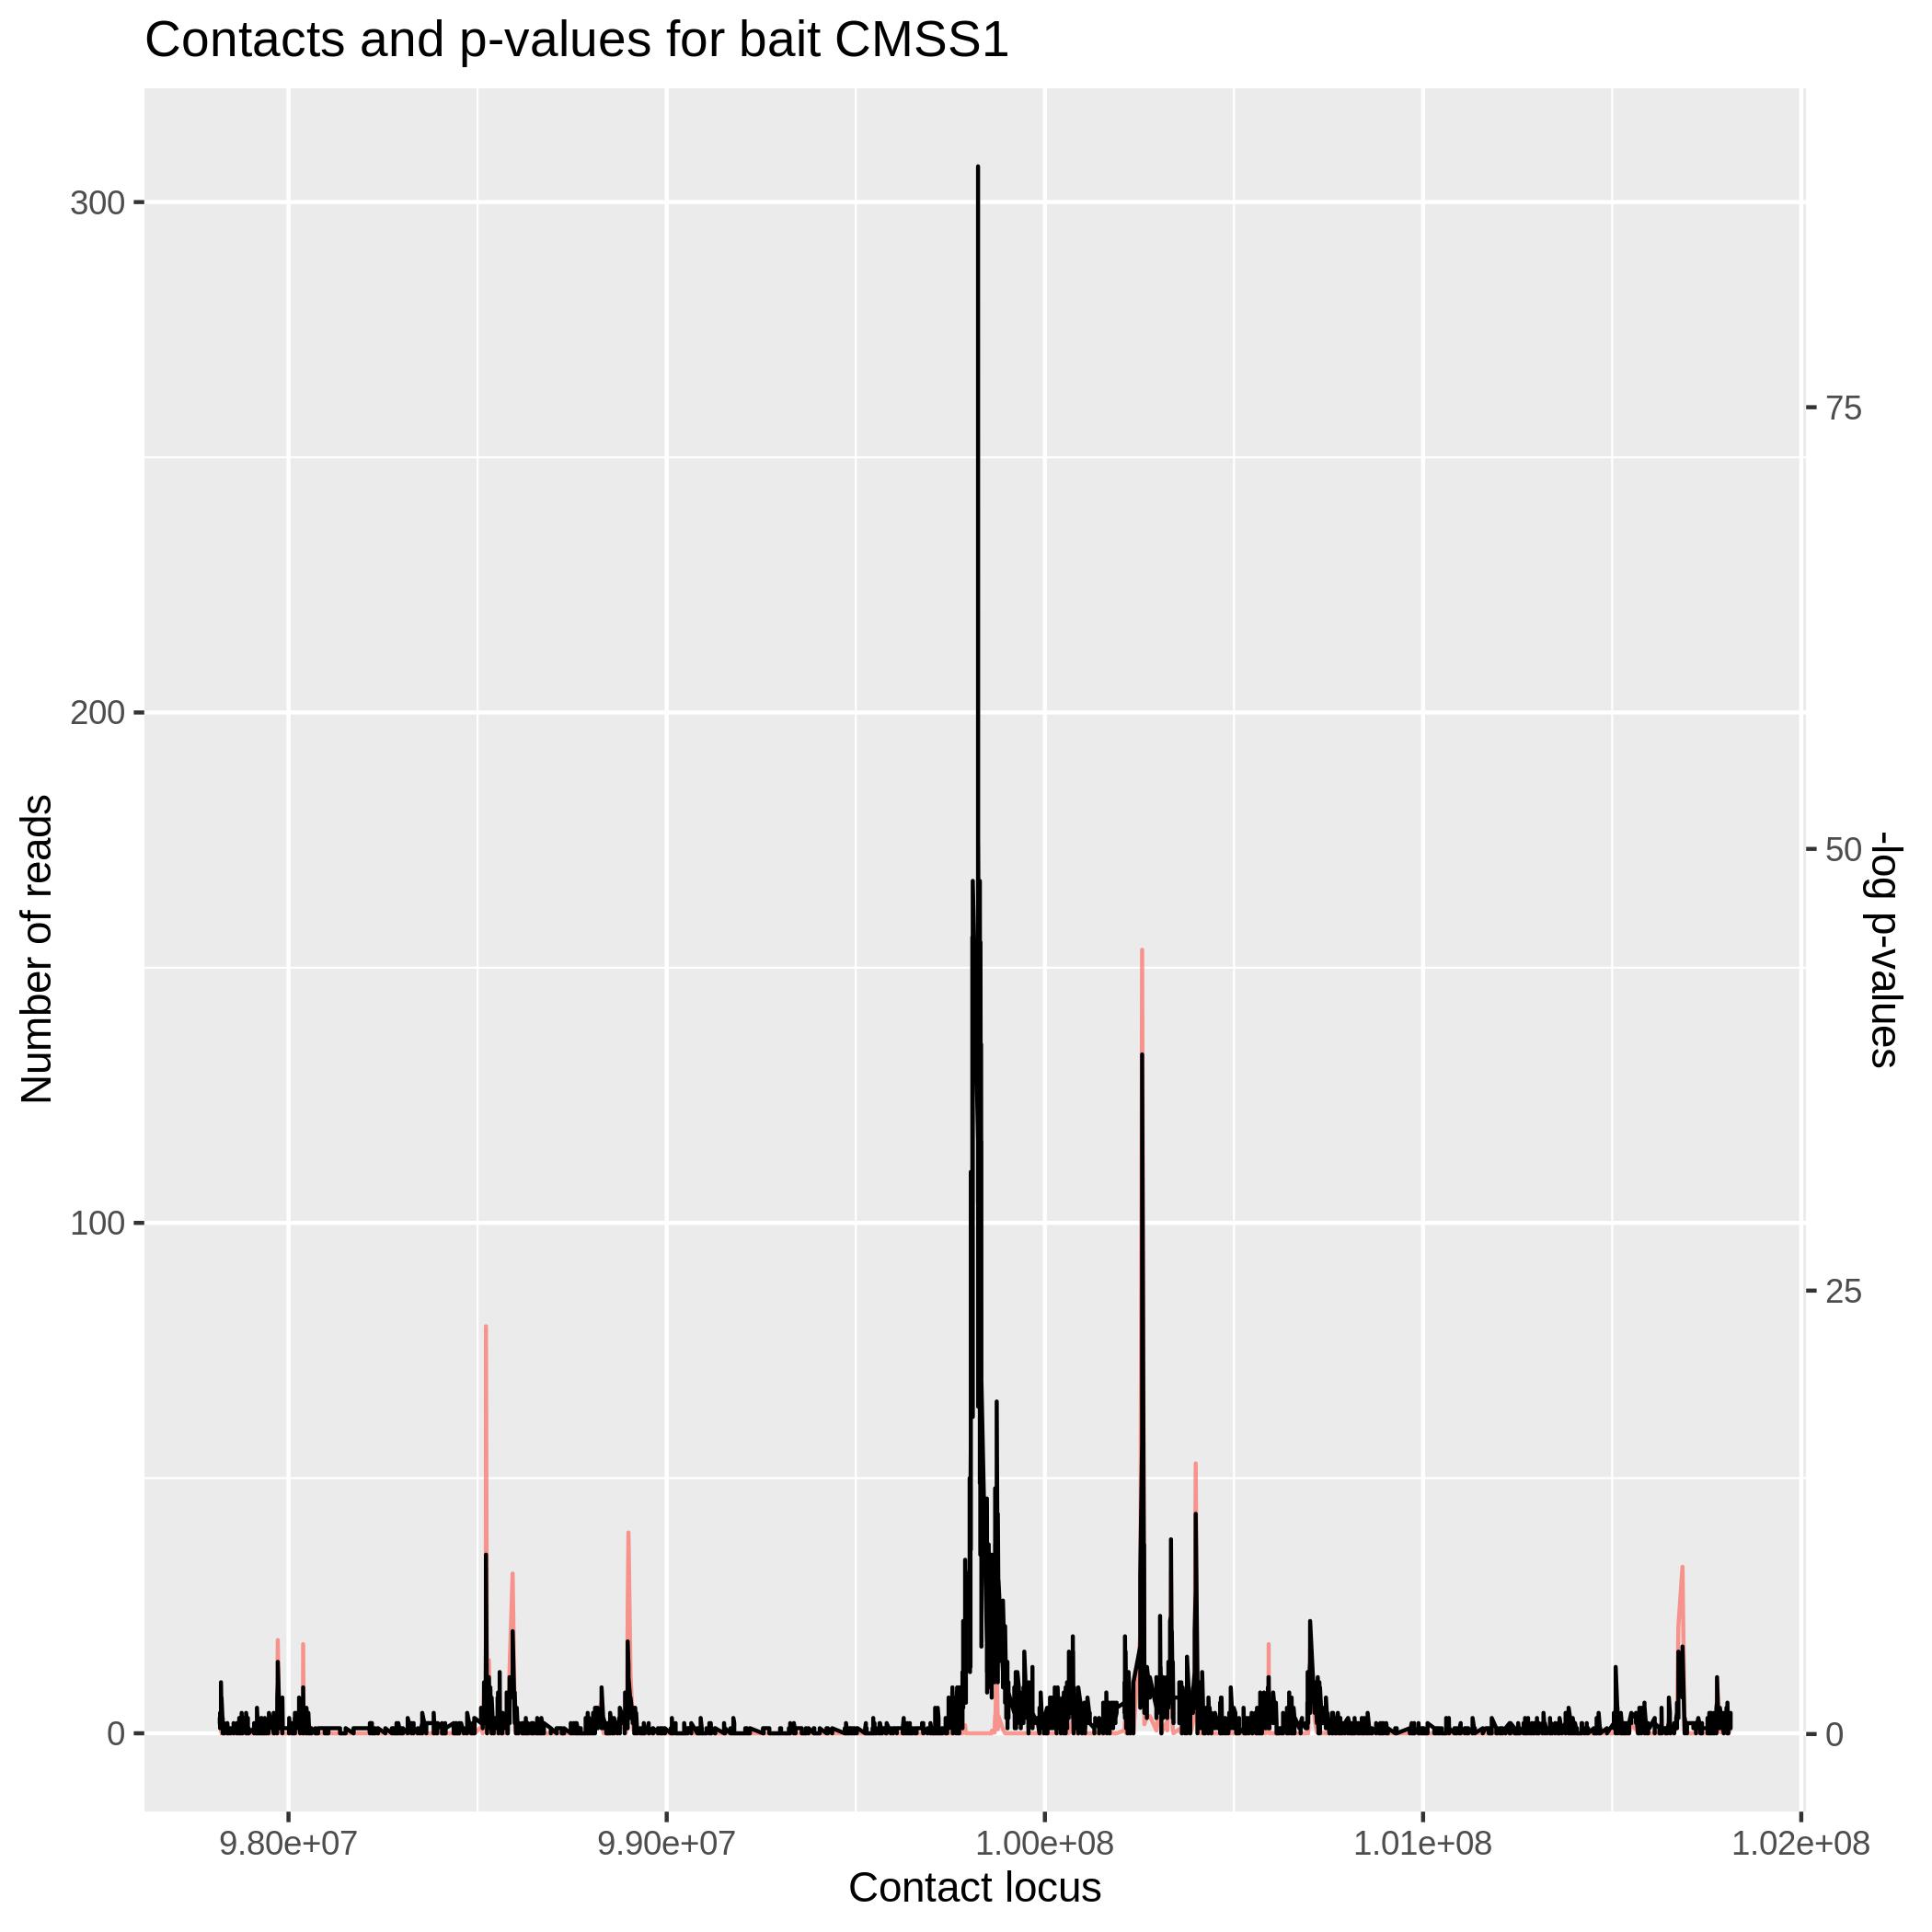 Contacts and p-values for bait CMSS1
300
200
100
0
Number of reads
75
50
25
0
-log p-values
9.80e+07
9.90e+07
1.00e+08
1.01e+08
1.02e+08
Contact locus